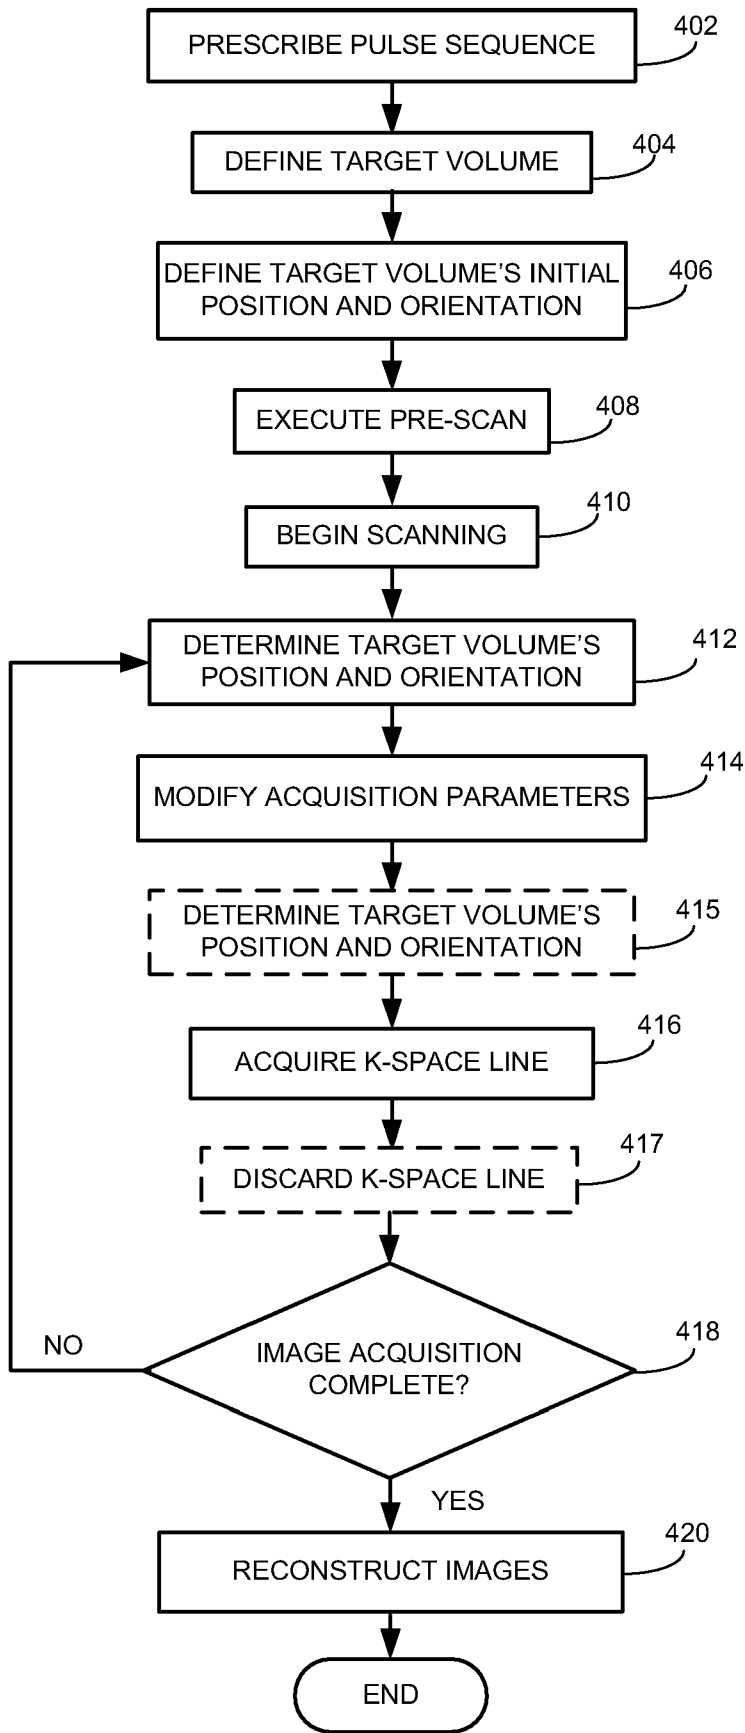 PRESCRIBE PULSE SEQUENCE
402
DEFINE TARGET VOLUME
404
DEFINE TARGET VOLUME'S INITIAL
POSITION AND ORIENTATION
406
EXECUTE PRE-SCAN
408
BEGIN SCANNING
410
DETERMINE TARGET VOLUME'S
POSITION AND ORIENTATION
412
MODIFY ACQUISITION PARAMETERS
414
DETERMINE TARGET VOLUME'S
POSITION AND ORIENTATION
415
ACQUIRE K-SPACE LINE
416
DISCARD K-SPACE LINE
417
NO
IMAGE ACQUISITION
COMPLETE?
418
YES
RECONSTRUCT IMAGES
420
END